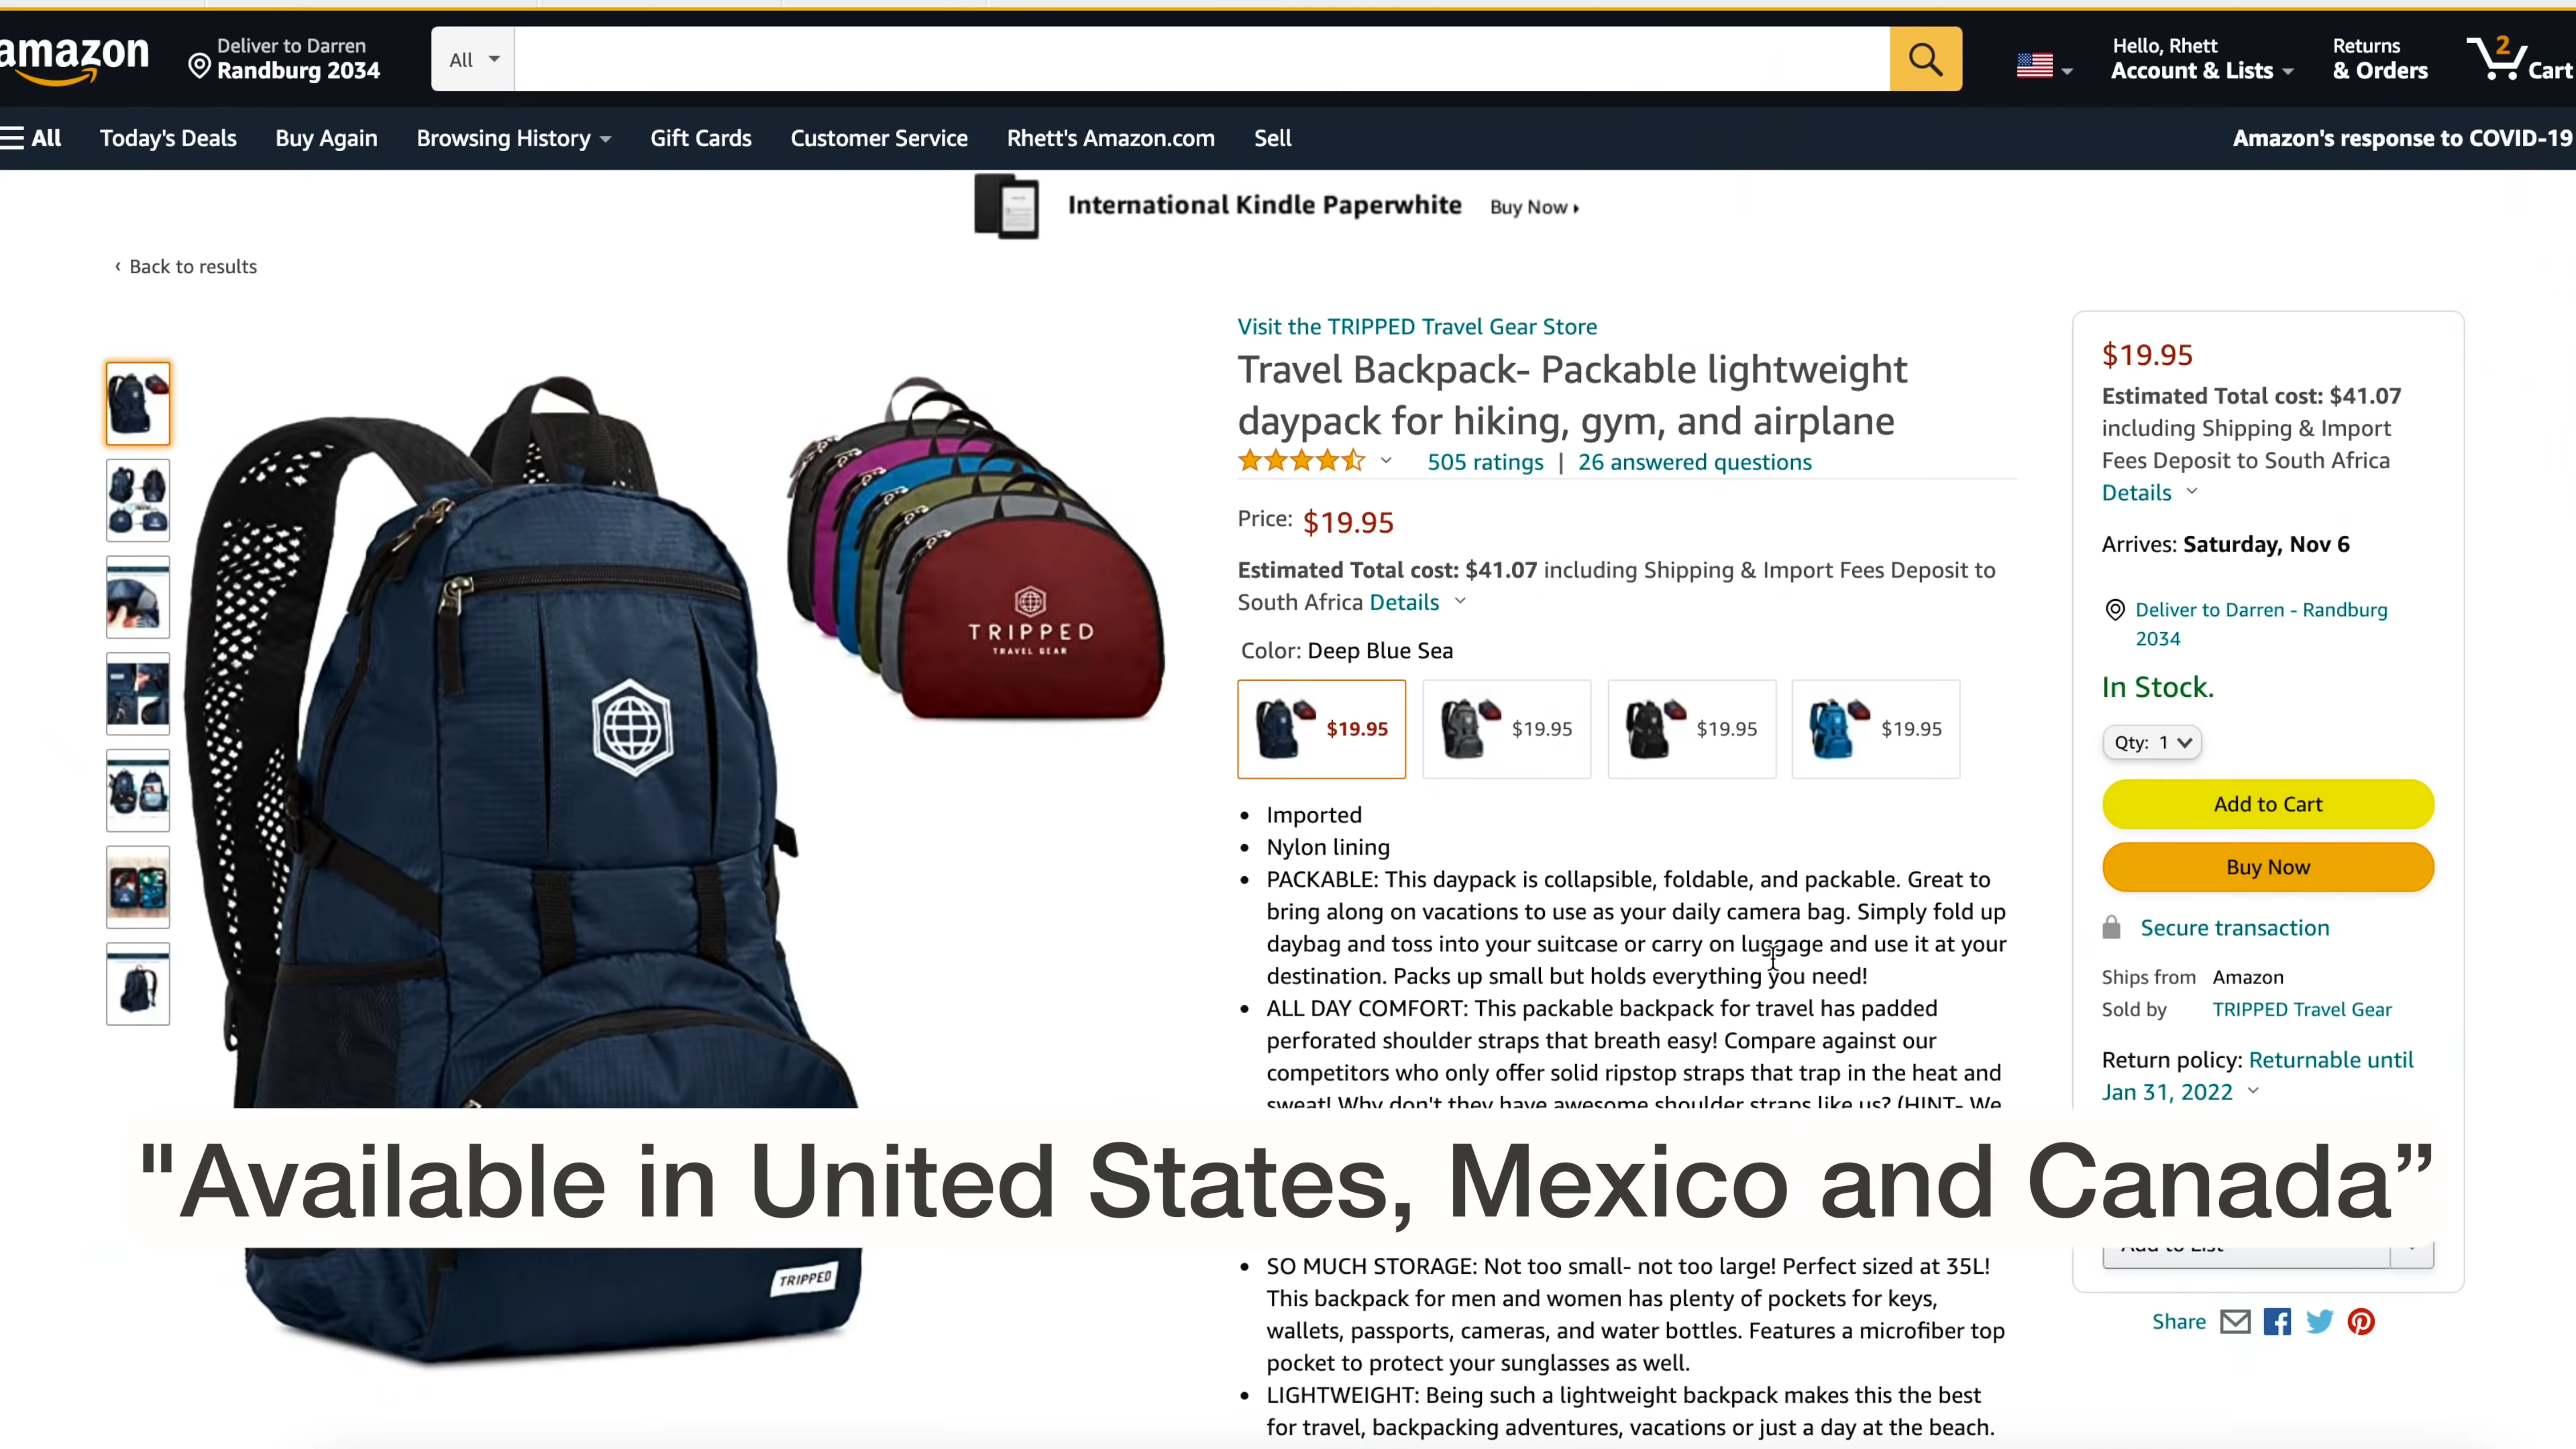 amazon
Deliver to Darren
Randburg 2034
All
Hello, Rhett
Account & Lists
Returns
& Orders
2
Cart
All
Today's Deals
Buy Again
Browsing History
Gift Cards
Customer Service
Rhett's Amazon.com
Sell
Amazon's response to COVID-19
International Kindle Paperwhite
Buy Now
‹ Back to results
Visit the TRIPPED Travel Gear Store
Travel Backpack- Packable lightweight
daypack for hiking, gym, and airplane
505 ratings | 26 answered questions
Price: $19.95
Estimated Total cost: $41.07 including Shipping & Import Fees Deposit to
South Africa Details
Color: Deep Blue Sea
$19.95
$19.95
$19.95
$19.95
• Imported
• Nylon lining
• PACKABLE: This daypack is collapsible, foldable, and packable. Great to
bring along on vacations to use as your daily camera bag. Simply fold up
daybag and toss into your suitcase or carry on luggage and use it at your
destination. Packs up small but holds everything you need!
• ALL DAY COMFORT: This packable backpack for travel has padded
perforated shoulder straps that breath easy! Compare against our
competitors who only offer solid ripstop straps that trap in the heat and
sweat! Why don't they have awesome shoulder straps like us? (HINT- We
TRIPPED
TRAVEL GEAR
$19.95
Estimated Total cost: $41.07
including Shipping & Import
Fees Deposit to South Africa
Details
Arrives: Saturday, Nov 6
Deliver to Darren - Randburg
2034
In Stock.
Qty: 1
Add to Cart
Buy Now
Secure transaction
Ships from Amazon
Sold by TRIPPED Travel Gear
Return policy: Returnable until
Jan 31, 2022
"Available in United States, Mexico and Canada”
Add to List
TRIPPED
• SO MUCH STORAGE: Not too small- not too large! Perfect sized at 35L!
This backpack for men and women has plenty of pockets for keys,
wallets, passports, cameras, and water bottles. Features a microfiber top
pocket to protect your sunglasses as well.
• LIGHTWEIGHT: Being such a lightweight backpack makes this the best
for travel, backpacking adventures, vacations or just a day at the beach.
Share